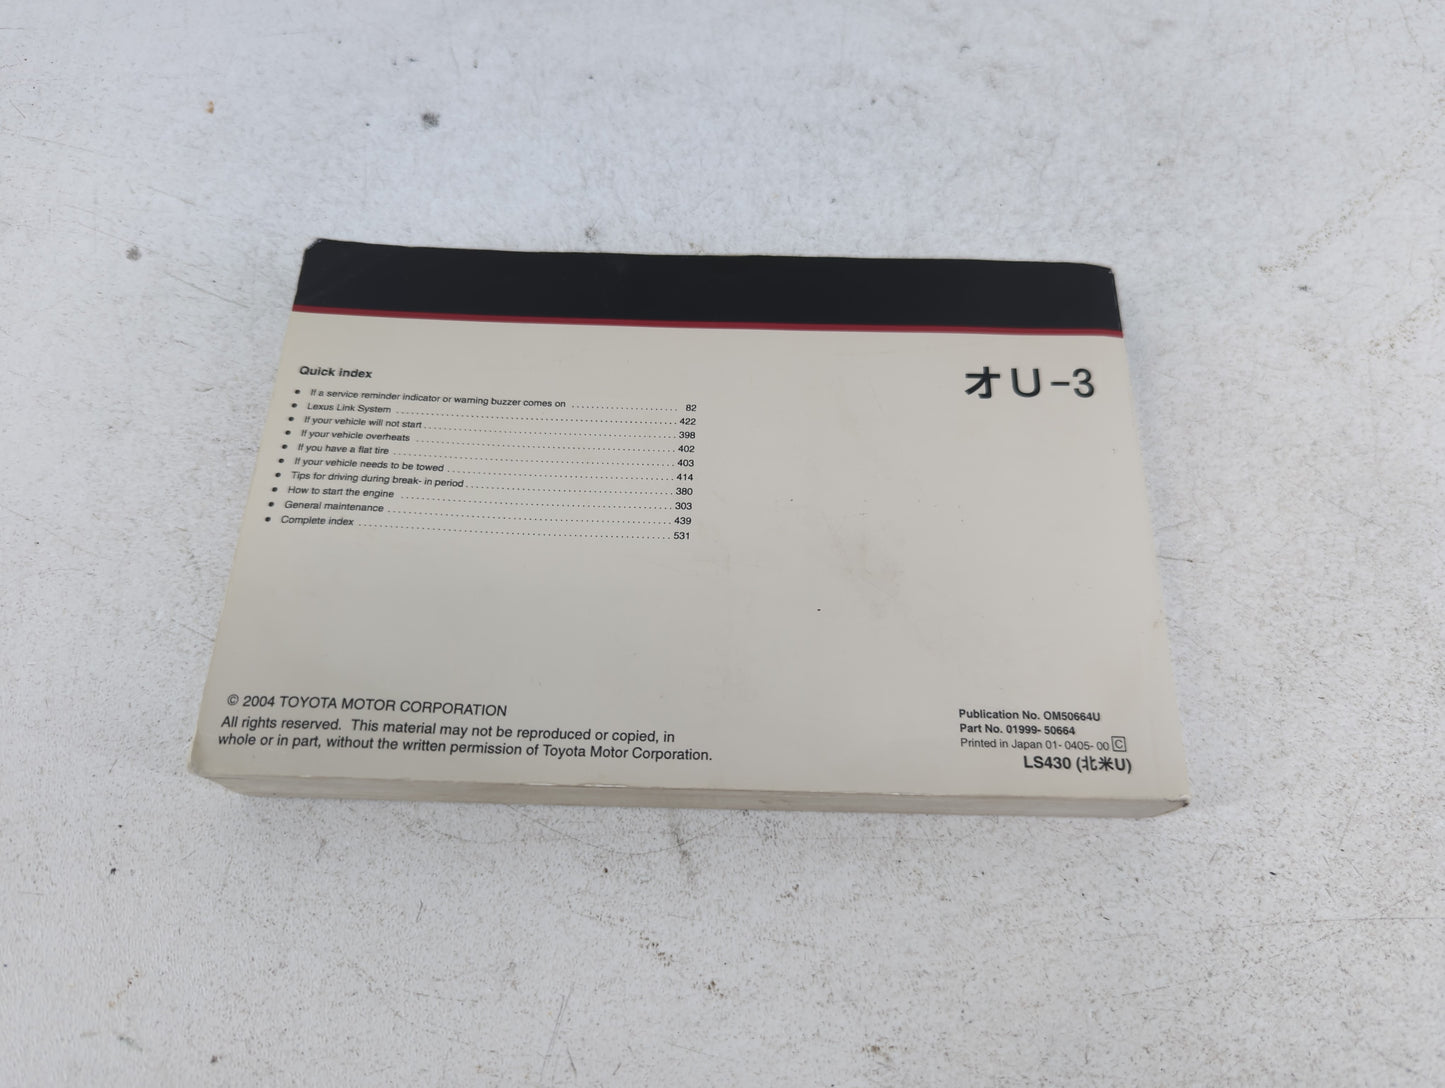 オU-3
Quick index
● If a service reminder indicator or warning buzzer comes on ........................ 82
● Lexus Link System ........................ 422
● If your vehicle will not start ........................ 398
● If your vehicle overheats ........................ 402
● If you have a flat tire ........................ 403
● If your vehicle needs to be towed ........................ 414
● Tips for driving during break- in period ........................ 380
● How to start the engine ........................ 303
● General maintenance ........................ 439
● Complete index ........................ 531
© 2004 TOYOTA MOTOR CORPORATION
All rights reserved. This material may not be reproduced or copied, in
whole or in part, without the written permission of Toyota Motor Corporation.
Publication No. OM50664U
Part No. 01999- 50664
Printed in Japan 01- 0405- 00 C
LS430 (北米U)